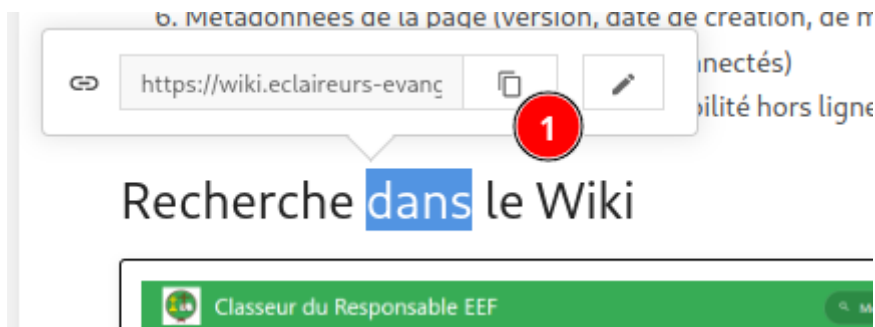 6. Métadonnées de la page (version, date de création, de m
https://wiki.eclaireurs-evang
nnectés)
1
bilité hors ligne
Recherche dans le Wiki
Classeur du Responsable EEF